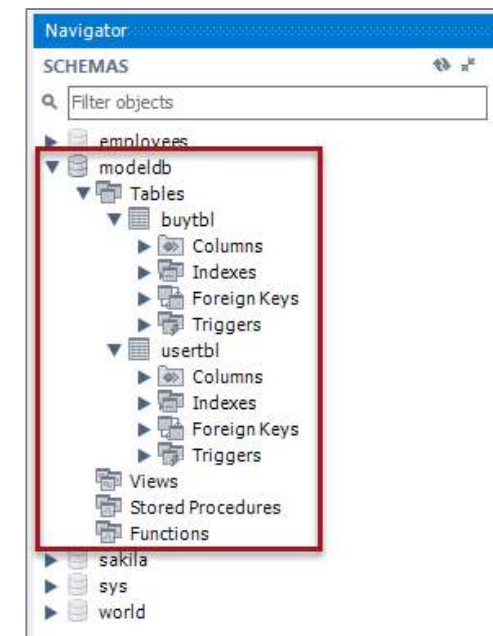 Navigator
SCHEMAS
Filter objects
employees
modeldb
Tables
buytbl
Columns
Indexes
Foreign Keys
Triggers
usertbl
Columns
Indexes
Foreign Keys
Triggers
Views
Stored Procedures
Functions
sakila
sys
world